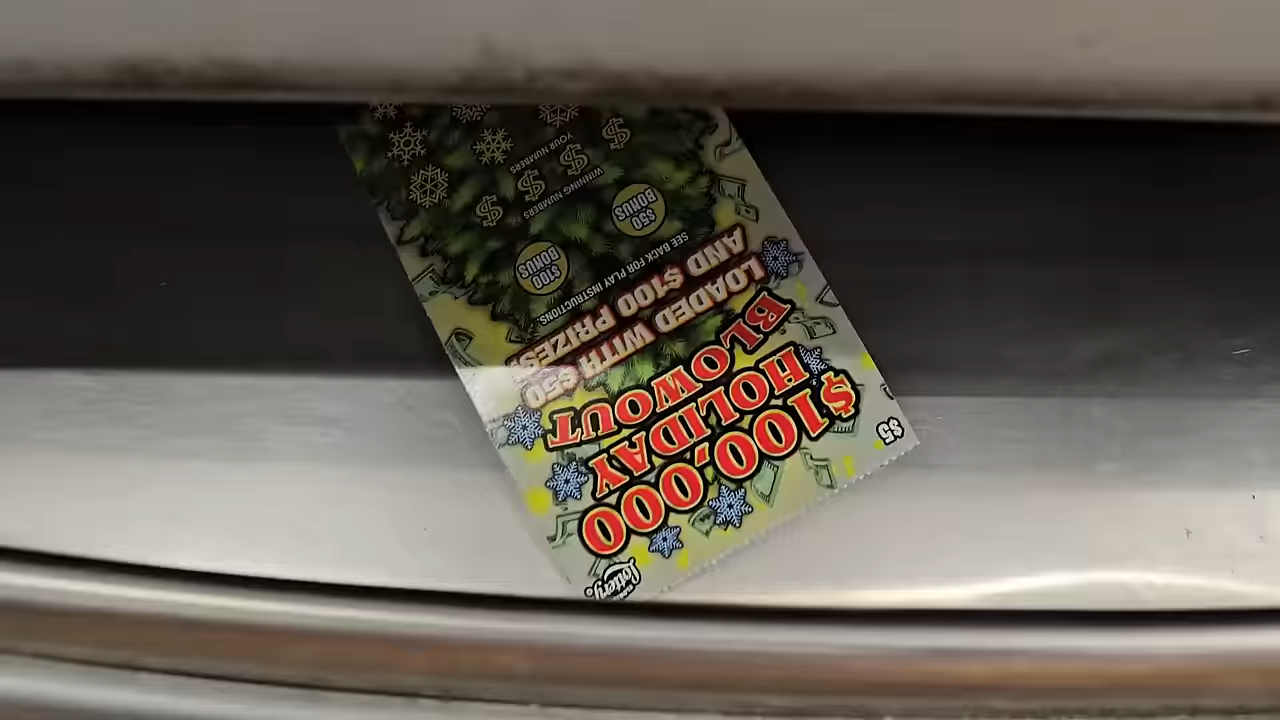 Lottery
$5
$100,000
HOLIDAY
BLOWOUT
LOADED WITH $50
AND $100 PRIZES!
SEE BACK FOR PLAY INSTRUCTIONS.
$100
BONUS
$50
BONUS
WINNING NUMBERS
$ $ $ $
YOUR NUMBERS